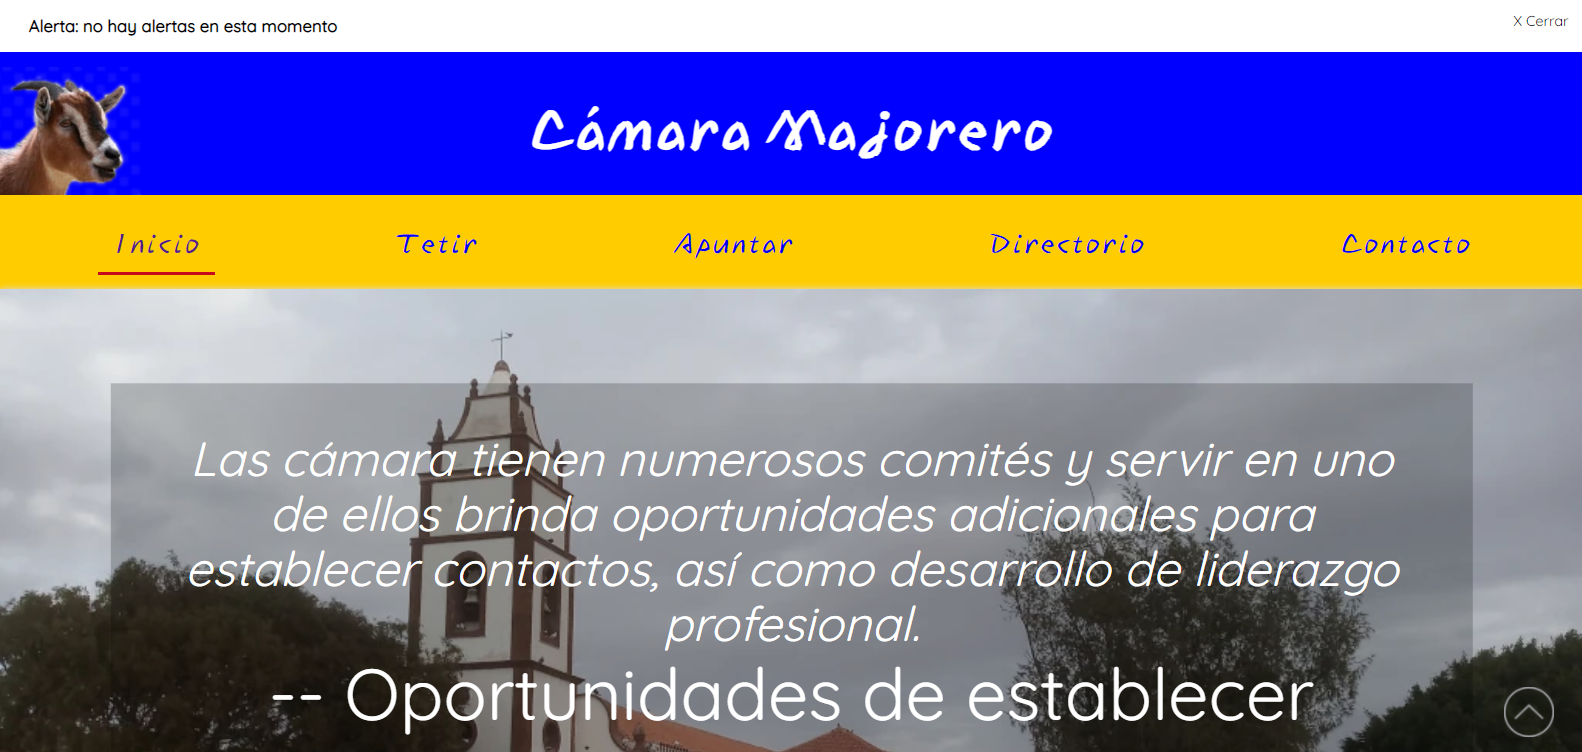 Alerta: no hay alertas en esta momento
X Cerrar
Cámara Majorero
Inicio
Tetir
Apuntar
Directorio
Contacto
Las cámara tienen numerosos comités y servir en uno
de ellos brinda oportunidades adicionales para
establecer contactos, así como desarrollo de liderazgo
profesional.
-- Oportunidades de establecer